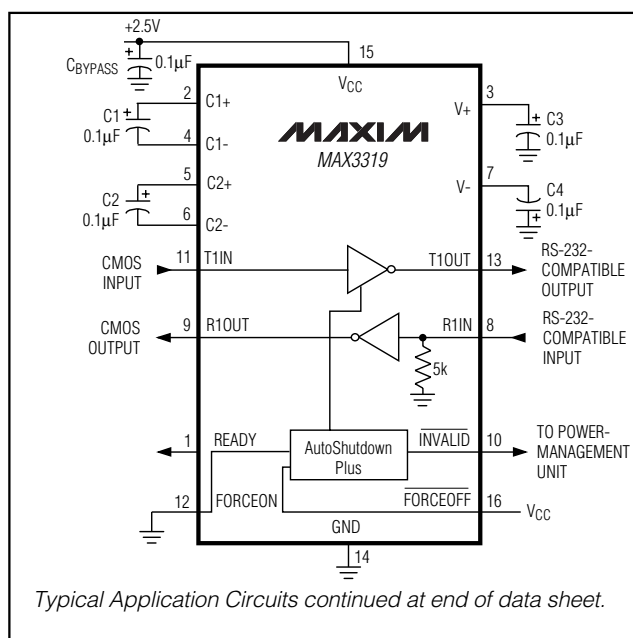 +2.5V
CBYPASS
0.1µF
15
VCC
2
C1+
C1
0.1µF
4
C1-
5
C2+
C2
0.1µF
6
C2-
MAXIM
MAX3319
3
V+
C3
0.1µF
7
V-
C4
0.1µF
CMOS
INPUT
11
T1IN
T1OUT
13
RS-232-
COMPATIBLE
OUTPUT
CMOS
OUTPUT
9
R1OUT
R1IN
8
RS-232-
COMPATIBLE
INPUT
5k
1
READY
AutoShutdown
Plus
INVALID
10
TO POWER-
MANAGEMENT
UNIT
12
FORCEON
FORCEOFF
16
VCC
GND
14
Typical Application Circuits continued at end of data sheet.